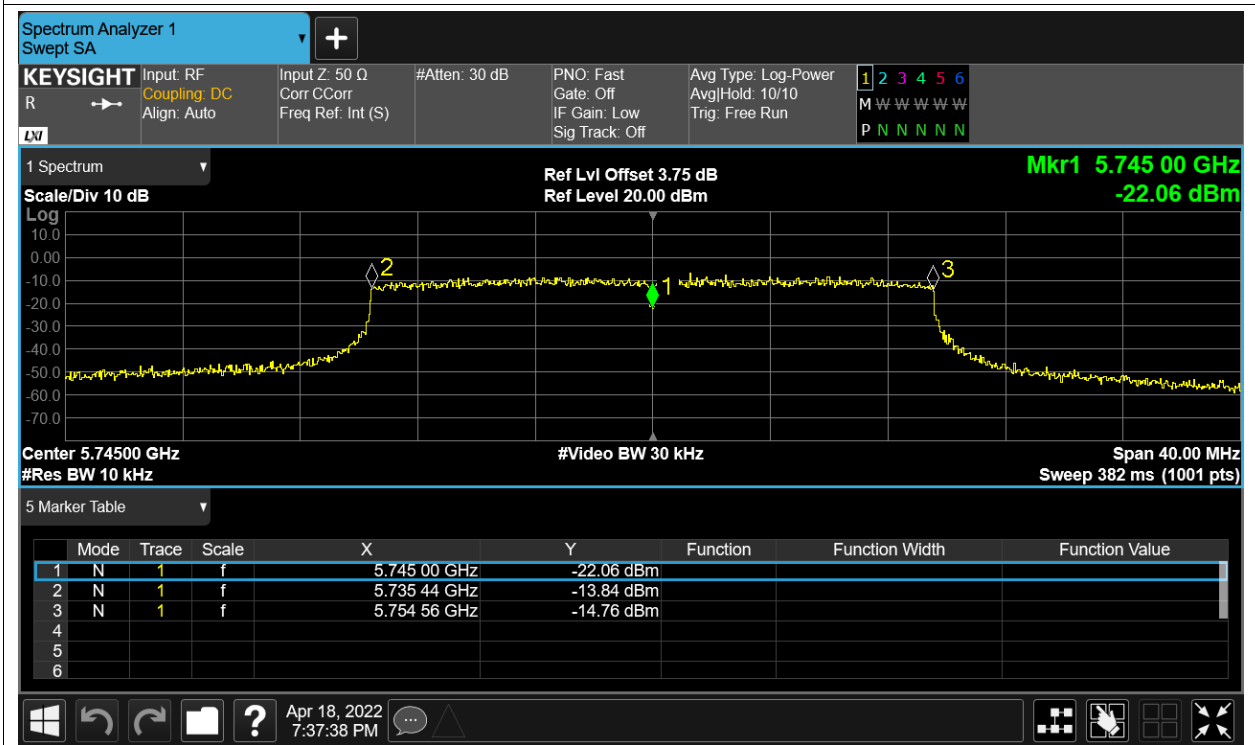 Spectrum Analyzer 1
Swept SA
KEYSIGHT Input: RF Input Z: 50 Ω #Atten: 30 dB PNO: Fast Avg Type: Log-Power 1 2 3 4 5 6
R Coupling: DC Corr CCorr Gate: Off Avg|Hold: 10/10 M W W W W W
Align: Auto Freq Ref: Int (S) IF Gain: Low Trig: Free Run
LXI Sig Track: Off P N N N N N
1 Spectrum Ref Lvl Offset 3.75 dB Mkr1 5.745 00 GHz
Scale/Div 10 dB Ref Level 20.00 dBm -22.06 dBm
Log
10.0
0.00
2 3
-10.0
1
-20.0
-30.0
-40.0
-50.0
-60.0
-70.0
Center 5.74500 GHz #Video BW 30 kHz Span 40.00 MHz
#Res BW 10 kHz Sweep 382 ms (1001 pts)
5 Marker Table
Mode Trace Scale X Y Function Function Width Function Value
1 N 1 f 5.745 00 GHz -22.06 dBm
2 N 1 f 5.735 44 GHz -13.84 dBm
3 N 1 f 5.754 56 GHz -14.76 dBm
4
5
6
? Apr 18, 2022
7:37:38 PM